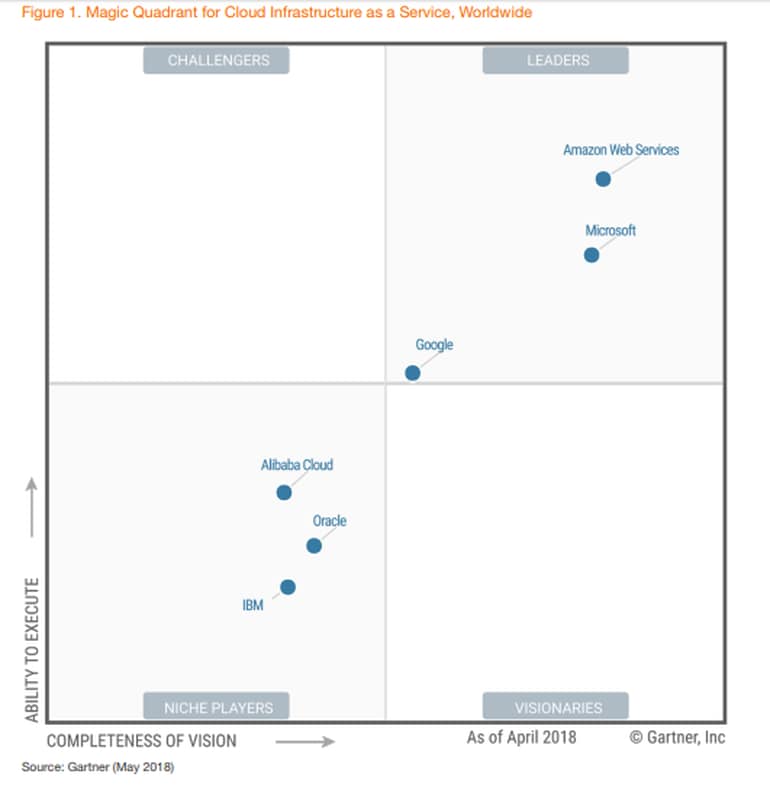 Figure 1. Magic Quadrant for Cloud Infrastructure as a Service, Worldwide
CHALLENGERS
LEADERS
Amazon Web Services
Microsoft
Google
Alibaba Cloud
Oracle
IBM
ABILITY TO EXECUTE
NICHE PLAYERS
VISIONARIES
COMPLETENESS OF VISION
As of April 2018
© Gartner, Inc
Source: Gartner (May 2018)